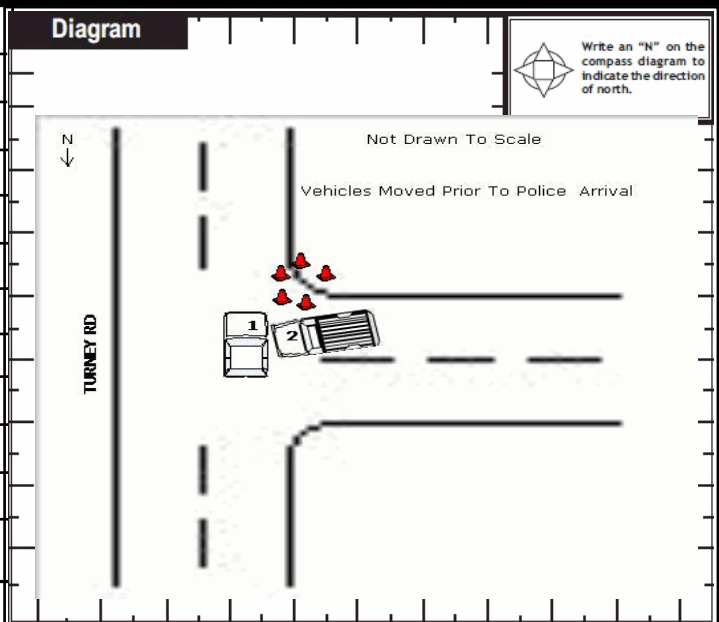 Diagram
Write an “N” on the
compass diagram to
indicate the direction
of north.
N
Not Drawn To Scale
Vehicles Moved Prior To Police Arrival
TURNEY RD
1
2